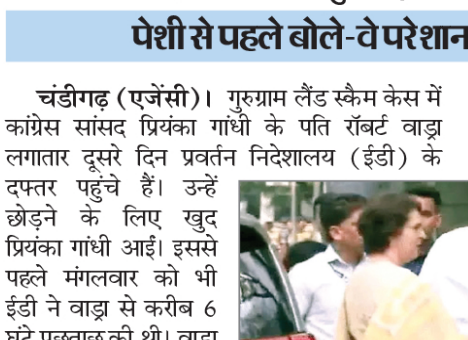 पेशी से पहले बोले-वे परेशान
चंडीगढ़ (एजेंसी)। गुरुग्राम लैंड स्कैम केस में
कांग्रेस सांसद प्रियंका गांधी के पति रॉबर्ट वाड्रा
लगातार दूसरे दिन प्रवर्तन निदेशालय (ईडी) के
दफ्तर पहुंचे हैं। उन्हें
छोड़ने के लिए खुद
प्रियंका गांधी आईं। इससे
पहले मंगलवार को भी
ईडी ने वाड्रा से करीब 6
घंटे पूछताछ की थी। वाड्रा